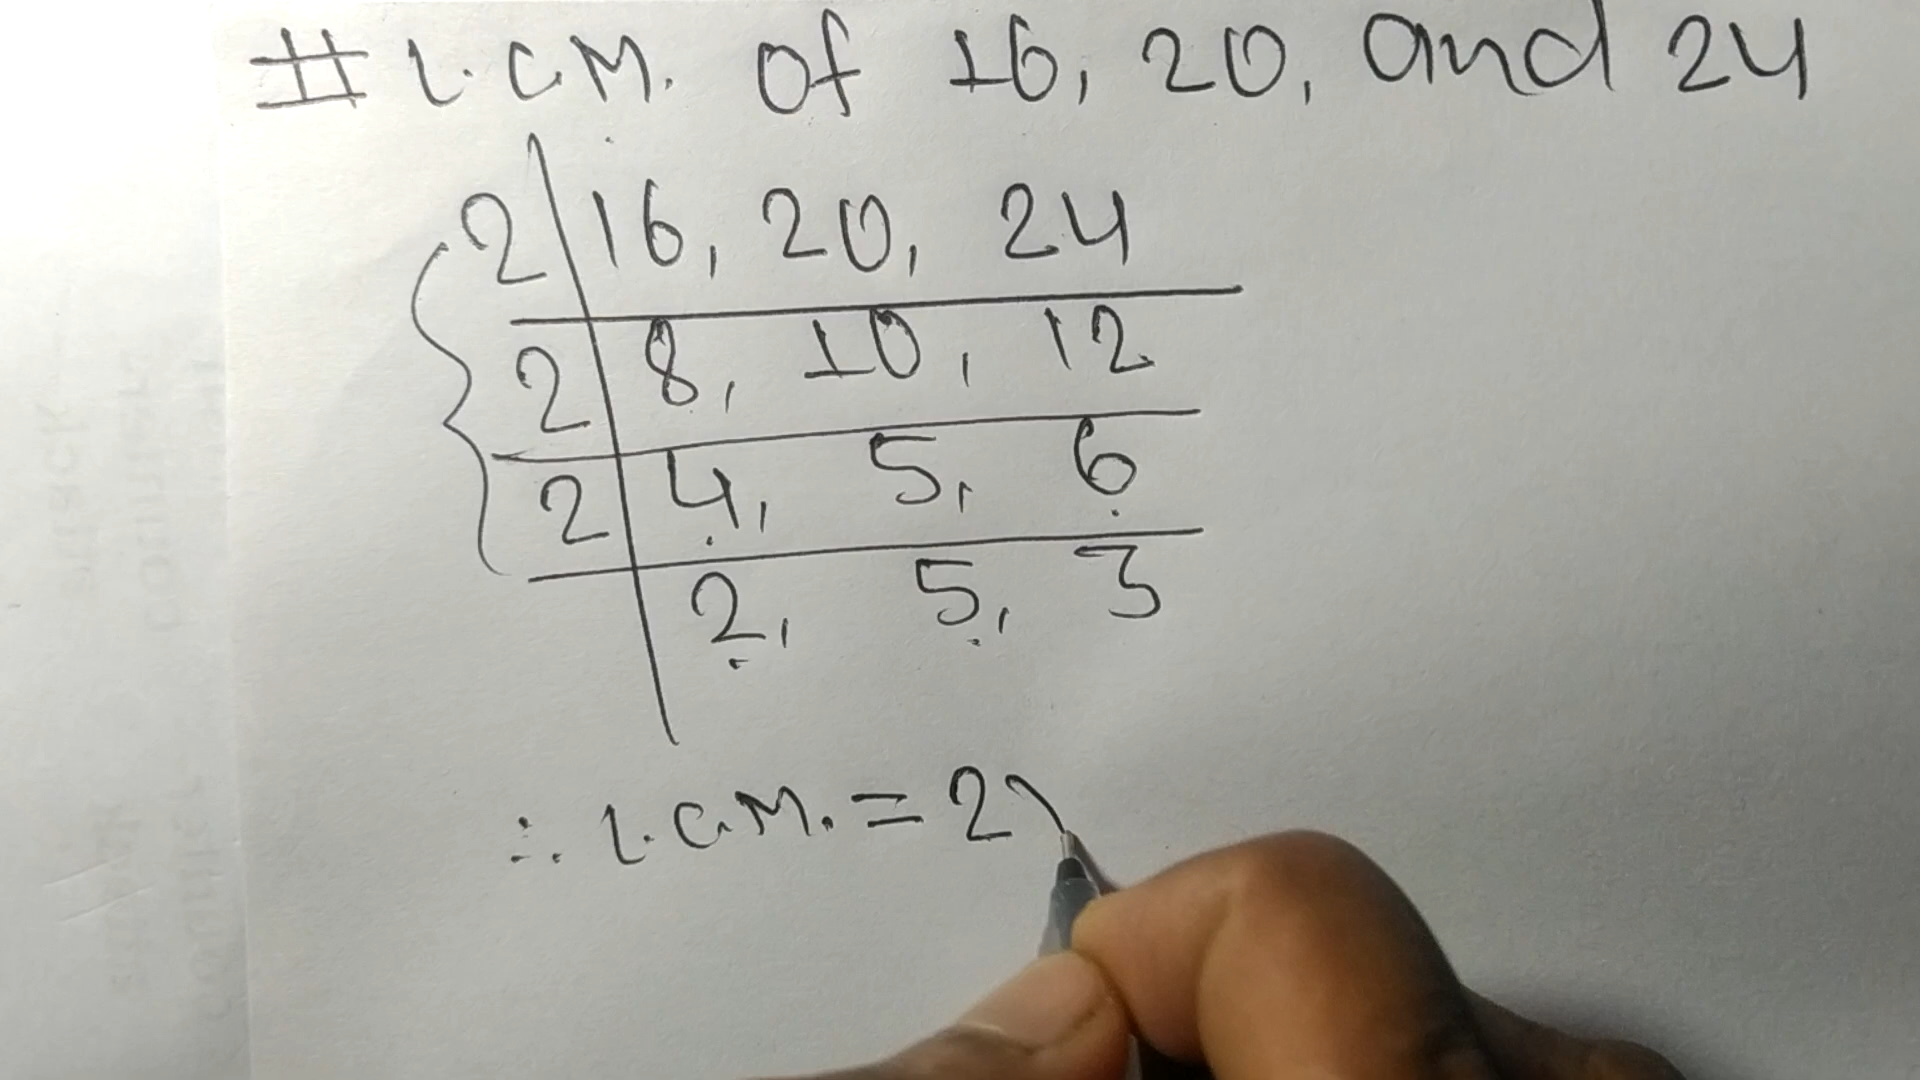 # L.C.M. of 16, 20, and 24
2 16, 20, 24
2 8, 10, 12
2 4, 5, 6
2, 5, 3
∴ L.C.M. = 2